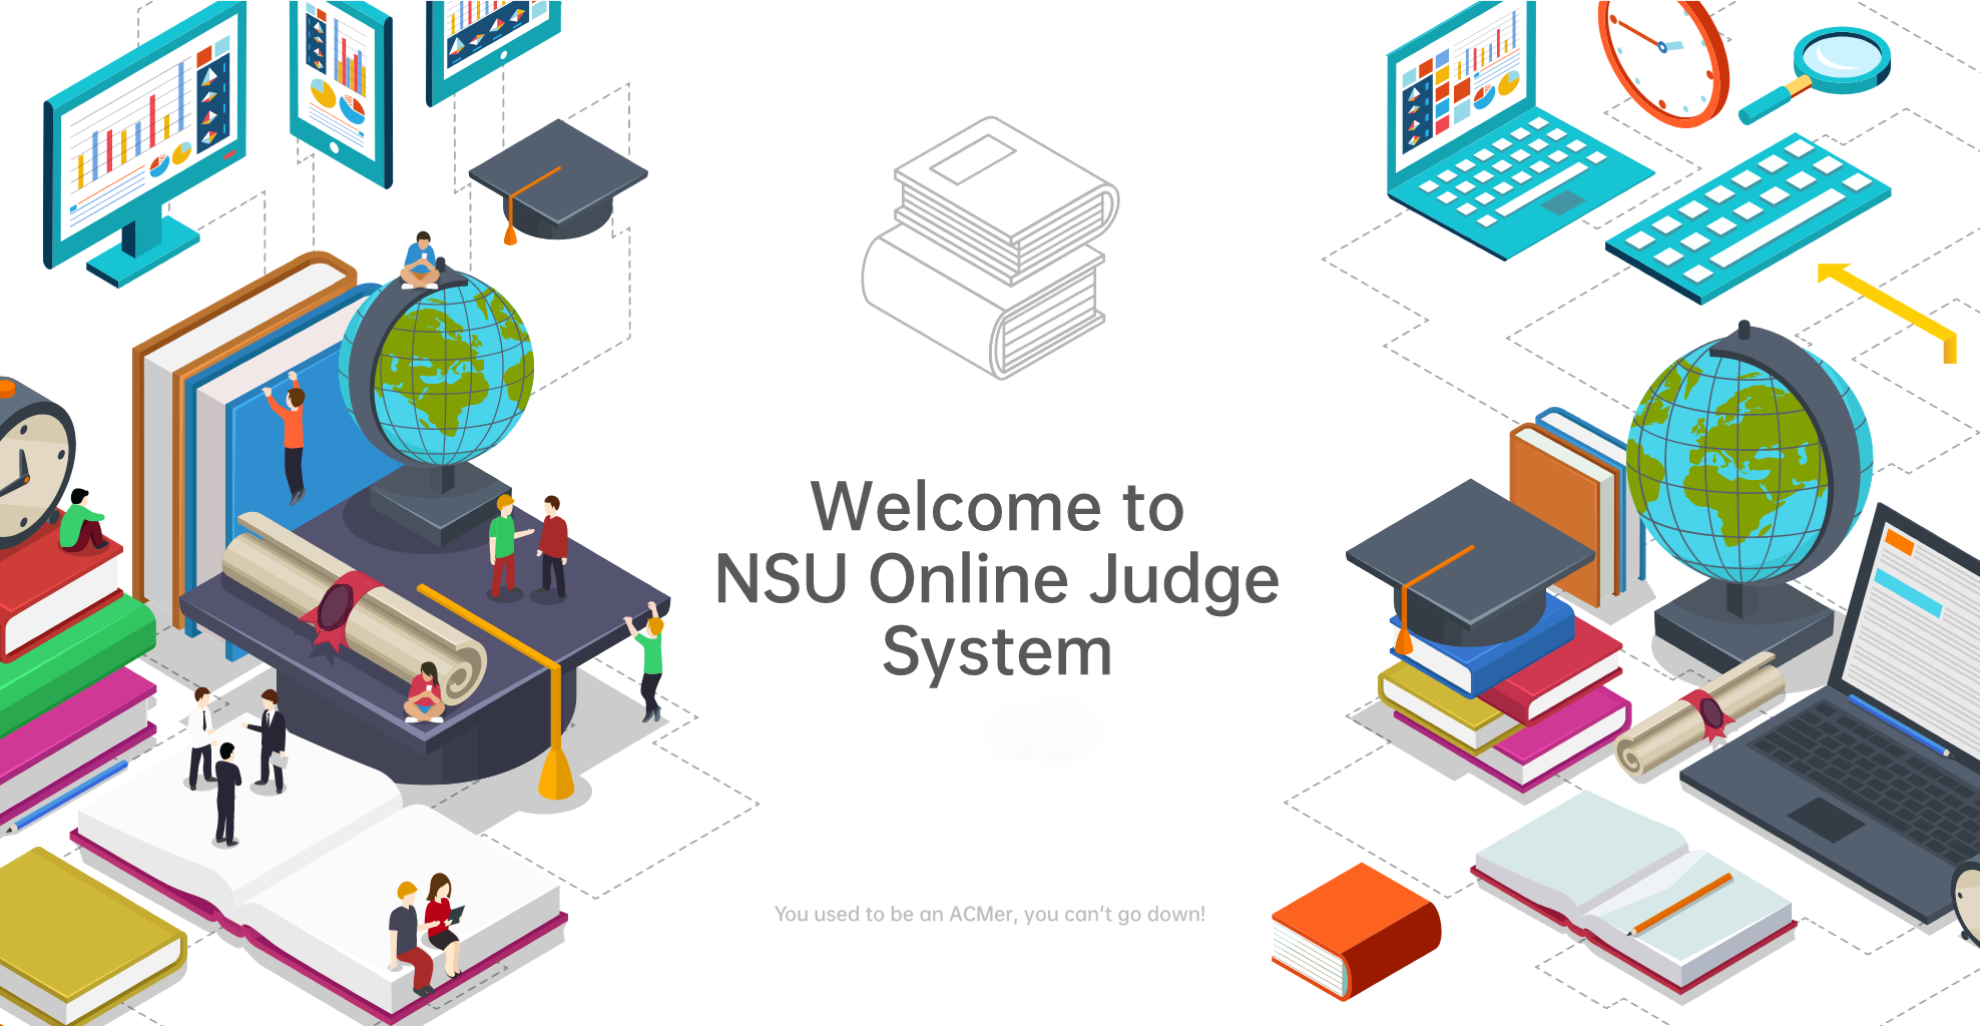 Welcome to
NSU Online Judge
System
You used to be an ACMer, you can't go down!